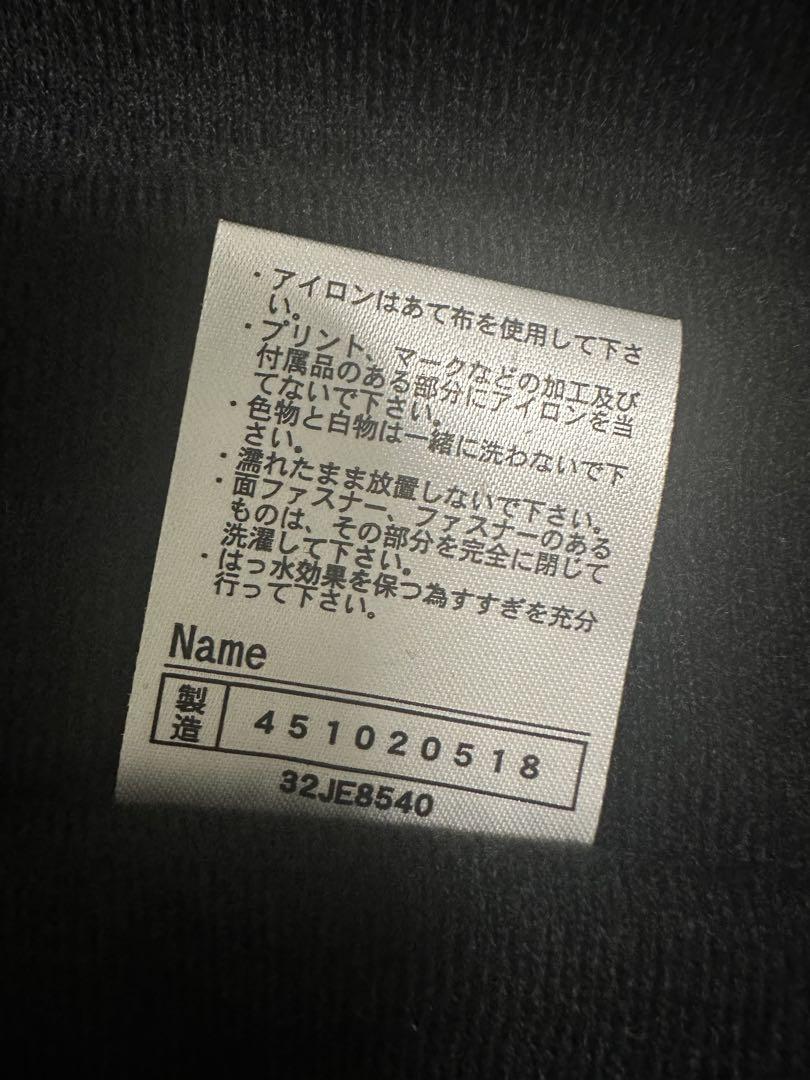 ・アイロンはあて布を使用して下さ
い。
・プリント、マークなどの加工及び
付属品のある部分にアイロンを当
てないで下さい。
・色物と白物は一緒に洗わないで下
さい。
・濡れたまま放置しないで下さい。
・面ファスナー、ファスナーのある
ものは、その部分を完全に閉じて
洗濯して下さい。
・はっ水効果を保つ為すすぎを充分
行って下さい。
Name
製造 451020518
32JE8540